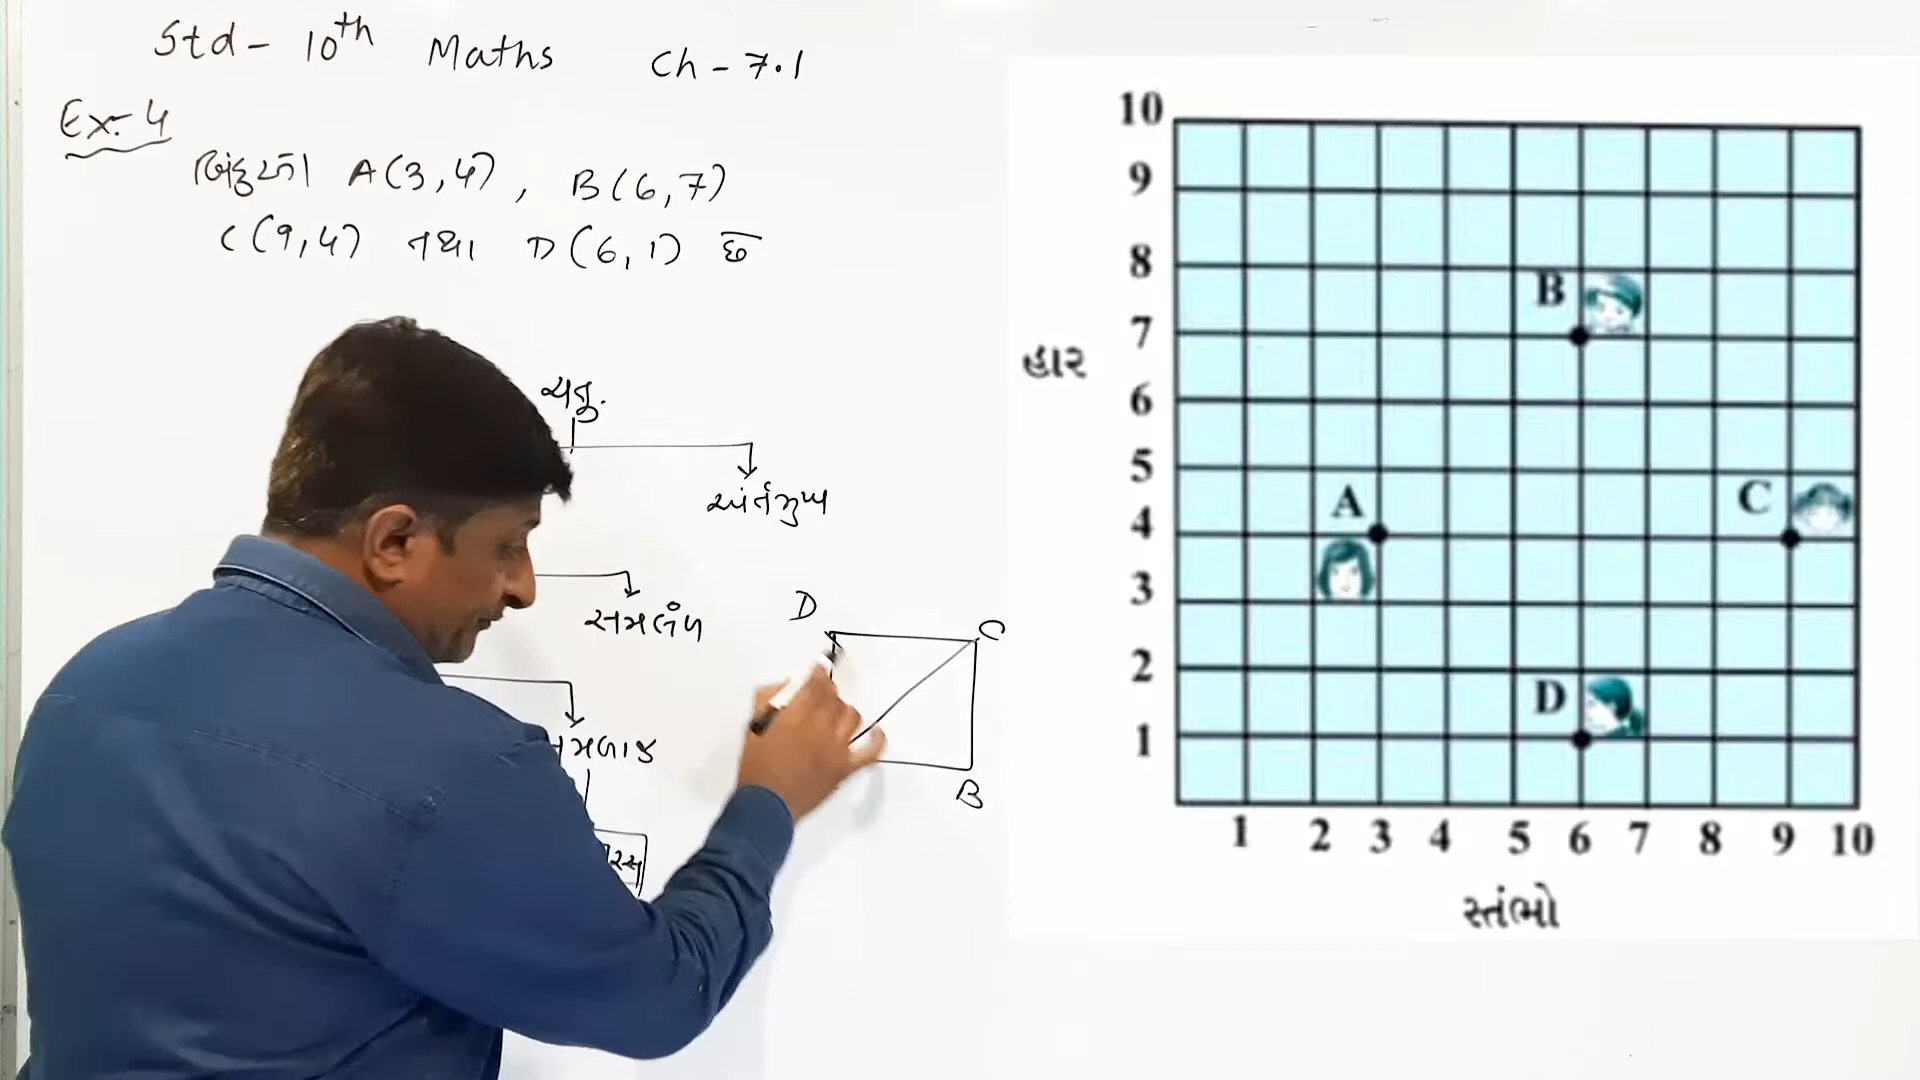 Std - 10th Maths Ch - 7.1
Ex:- 4
બિંદુઓ A(3,4), B(6,7)
C(9,4) તથા D(6,1) છે
ચતુ.
અંર્તમુખ
સમલંબ
D
C
B
10
9
8
7
6
5
4
3
2
1
હાર
B
A
C
D
1 2 3 4 5 6 7 8 9 10
સ્તંભો